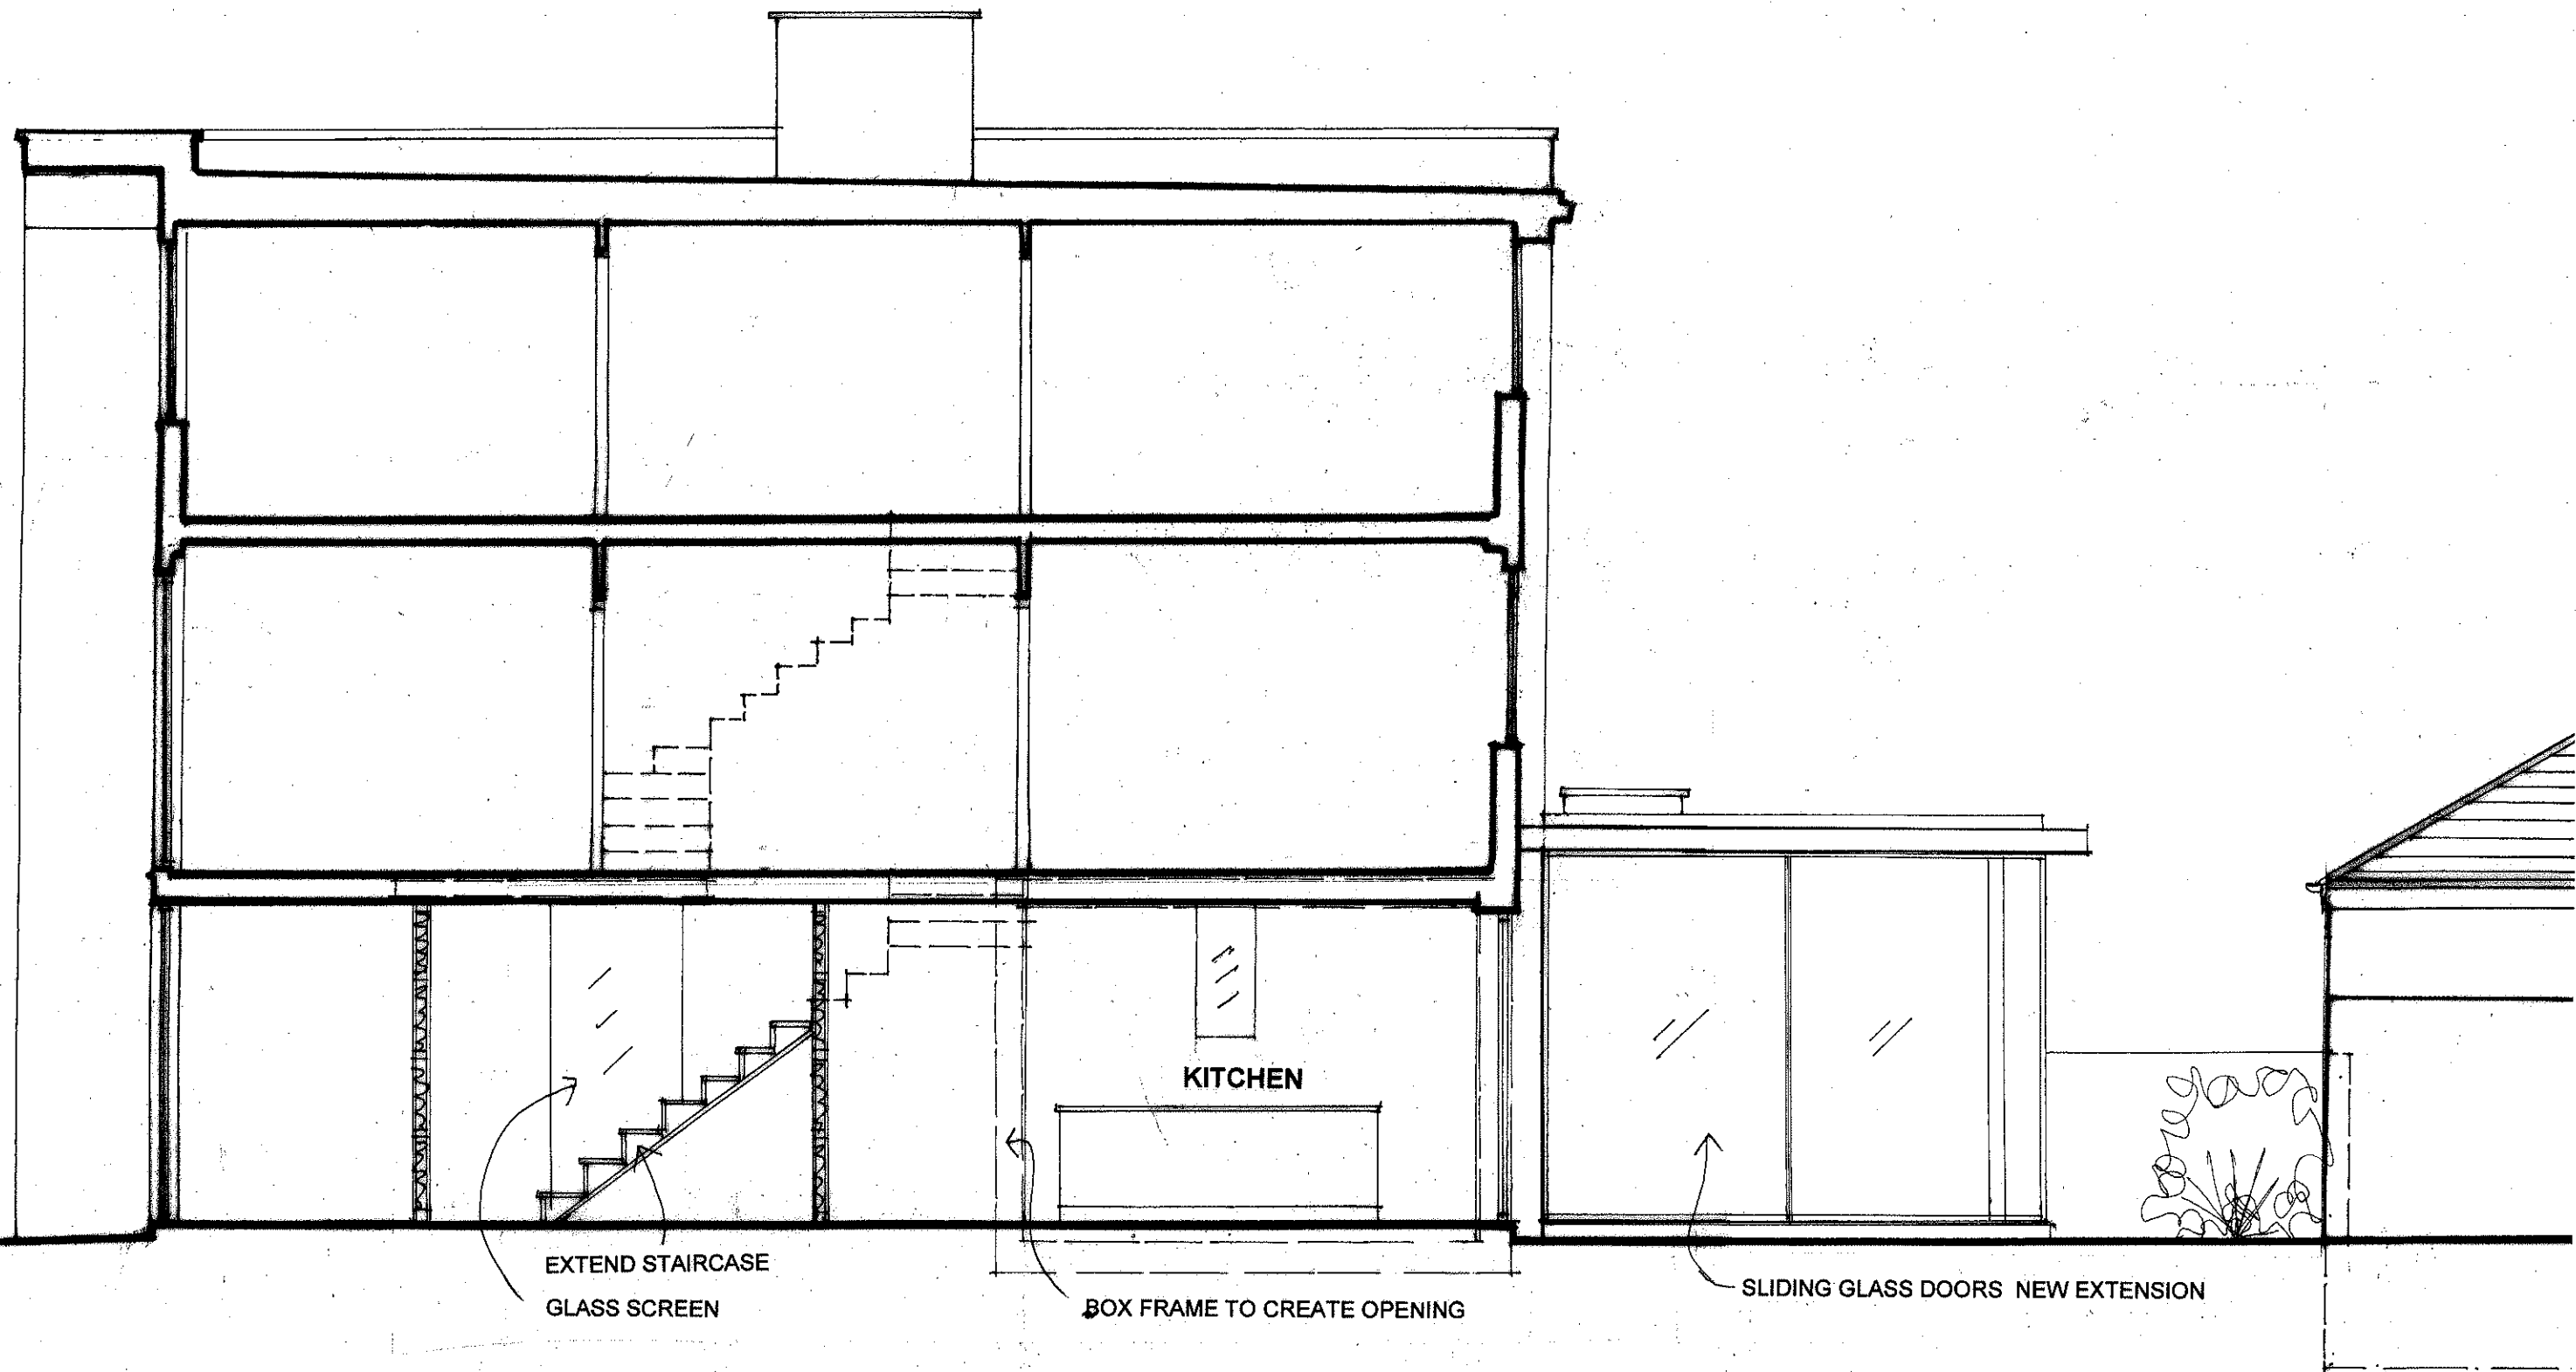 KITCHEN
EXTEND STAIRCASE
GLASS SCREEN
BOX FRAME TO CREATE OPENING
SLIDING GLASS DOORS NEW EXTENSION